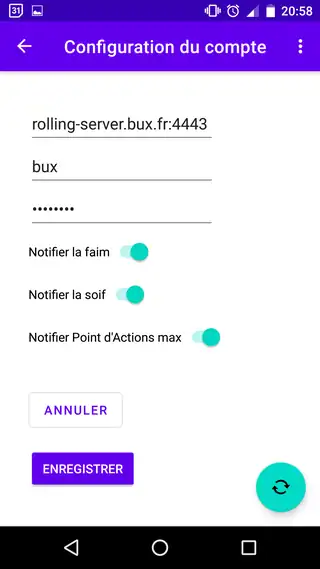 31
20:58
Configuration du compte
rolling-server.bux.fr:4443
bux
••••••••
Notifier la faim
Notifier la soif
Notifier Point d'Actions max
ANNULER
ENREGISTRER